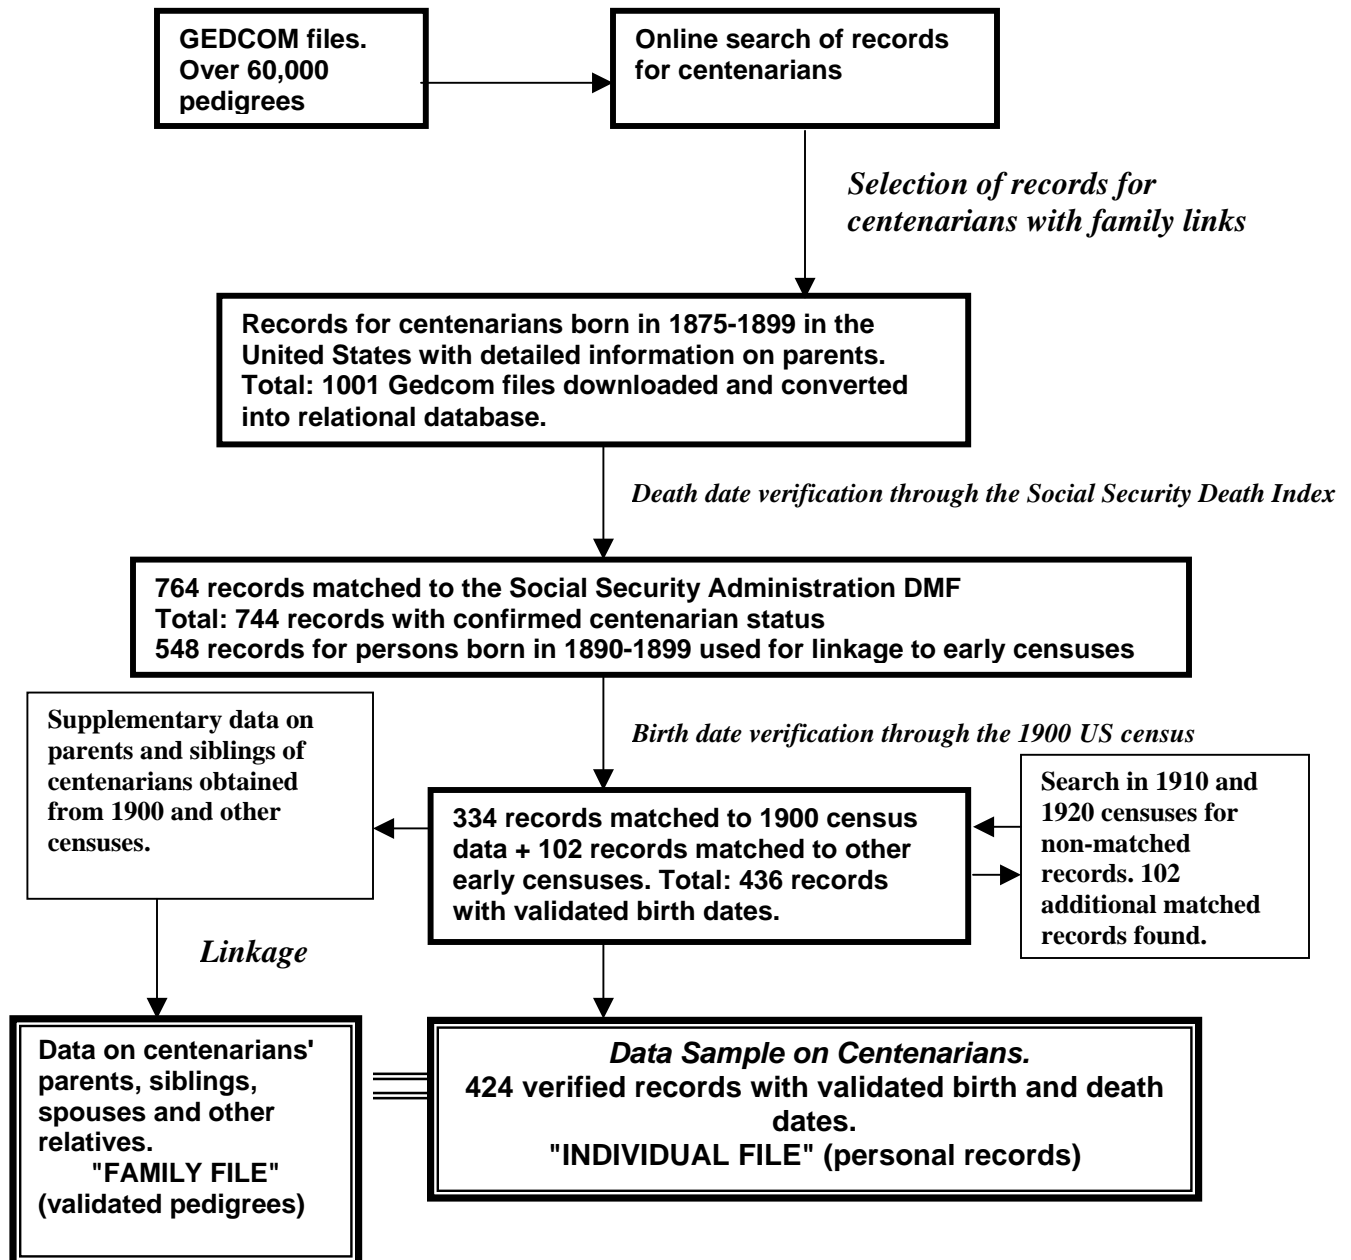 GEDCOM files.
Over 60,000
pedigrees
Online search of records
for centenarians
Selection of records for
centenarians with family links
Records for centenarians born in 1875-1899 in the
United States with detailed information on parents.
Total: 1001 Gedcom files downloaded and converted
into relational database.
Death date verification through the Social Security Death Index
764 records matched to the Social Security Administration DMF
Total: 744 records with confirmed centenarian status
548 records for persons born in 1890-1899 used for linkage to early censuses
Supplementary data on
parents and siblings of
centenarians obtained
from 1900 and other
censuses.
Birth date verification through the 1900 US census
334 records matched to 1900 census
data + 102 records matched to other
early censuses. Total: 436 records
with validated birth dates.
Search in 1910 and
1920 censuses for
non-matched
records. 102
additional matched
records found.
Linkage
Data on centenarians'
parents, siblings,
spouses and other
relatives.
"FAMILY FILE"
(validated pedigrees)
Data Sample on Centenarians.
424 verified records with validated birth and death
dates.
"INDIVIDUAL FILE" (personal records)